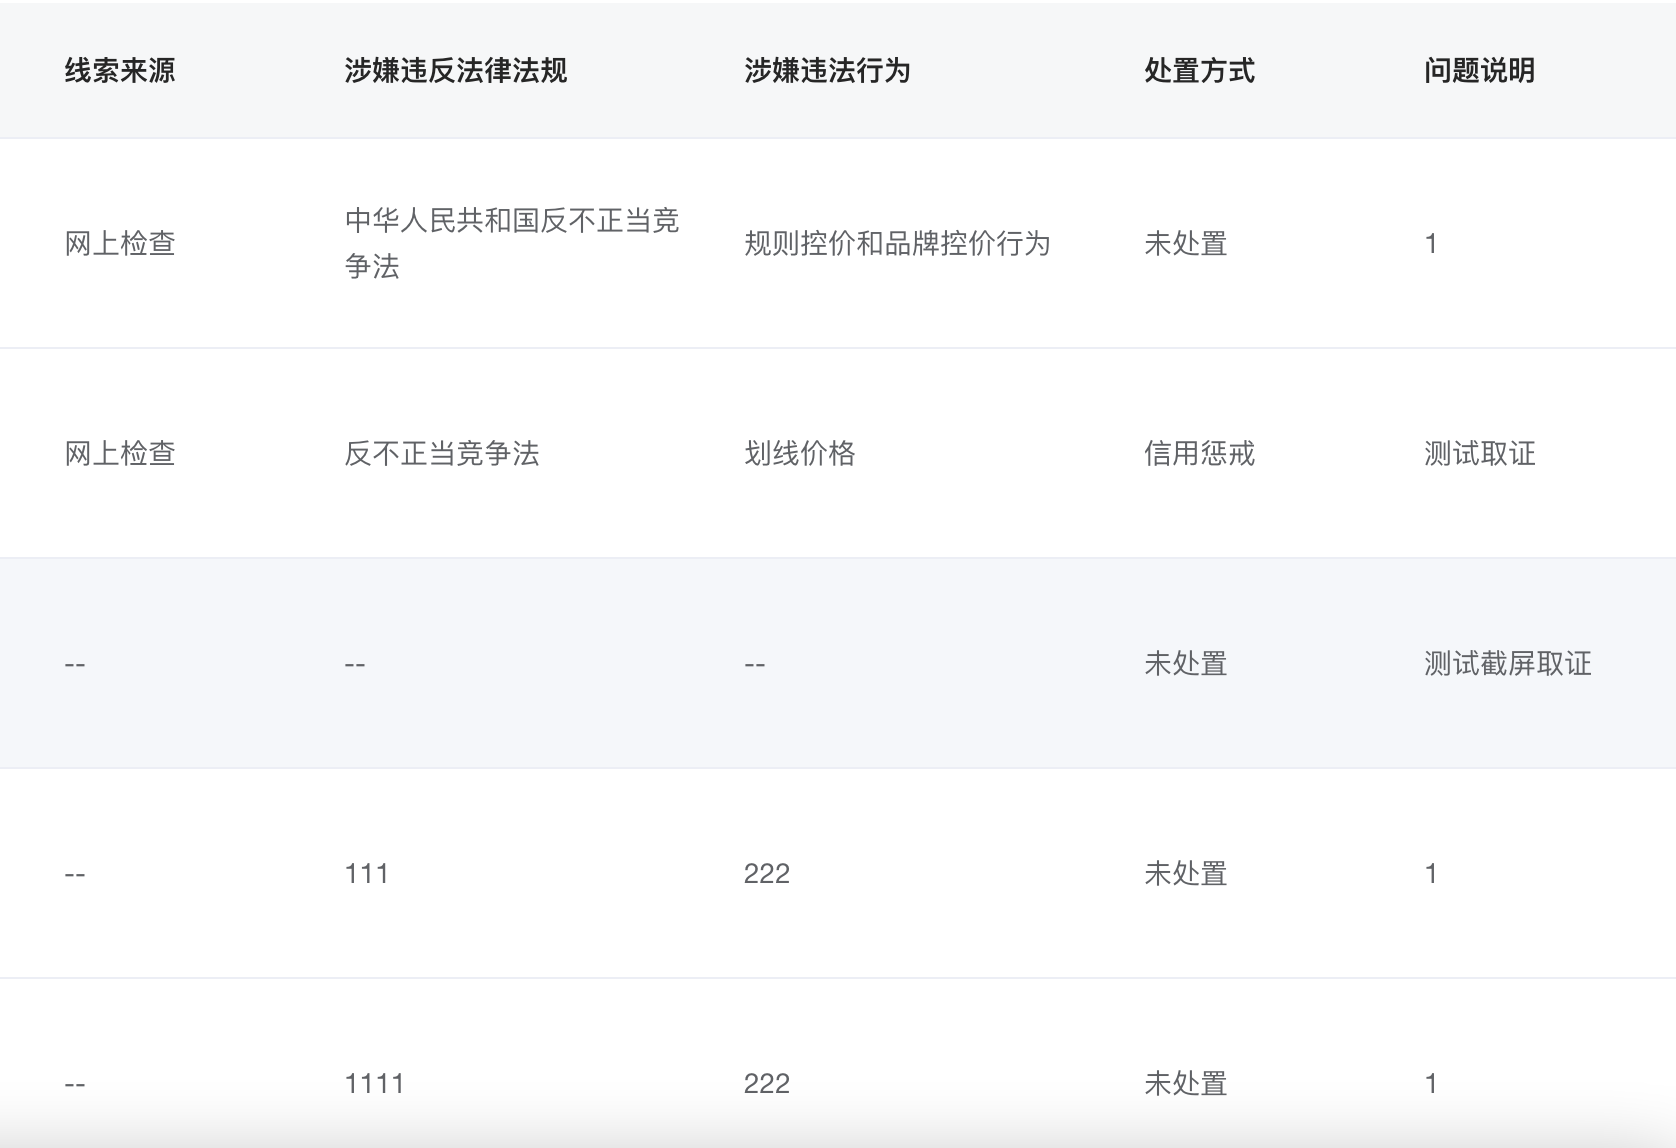 线索来源 涉嫌违反法律法规 涉嫌违法行为 处置方式 问题说明
网上检查 中华人民共和国反不正当竞 规则控价和品牌控价行为 未处置 1
争法
网上检查 反不正当竞争法 划线价格 信用惩戒 测试取证
-- -- -- 未处置 测试截屏取证
-- 111 222 未处置 1
-- 1111 222 未处置 1